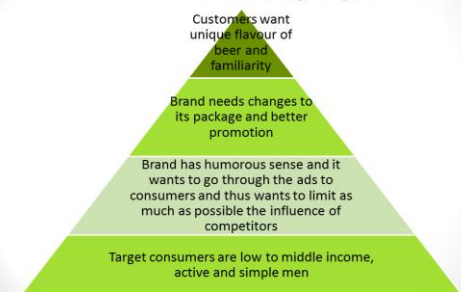 Customers want
unique flavour of
beer and
familiarity
Brand needs changes to
its package and better
promotion
Brand has humorous sense and it
wants to go through the ads to
consumers and thus wants to limit as
much as possible the influence of
competitors
Target consumers are low to middle income,
active and simple men